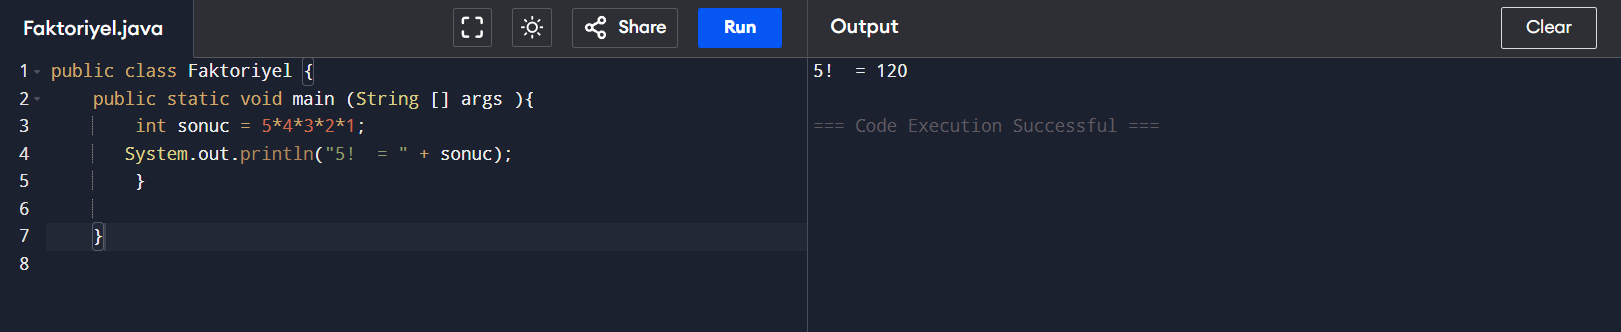 Faktoriyel.java
Share
Run
Output
Clear
1 public class Faktoriyel {
2     public static void main (String [] args ){
3         int sonuc = 5*4*3*2*1;
4        System.out.println("5!  = " + sonuc);
5         }
6
7     }
8
5!  = 120
=== Code Execution Successful ===